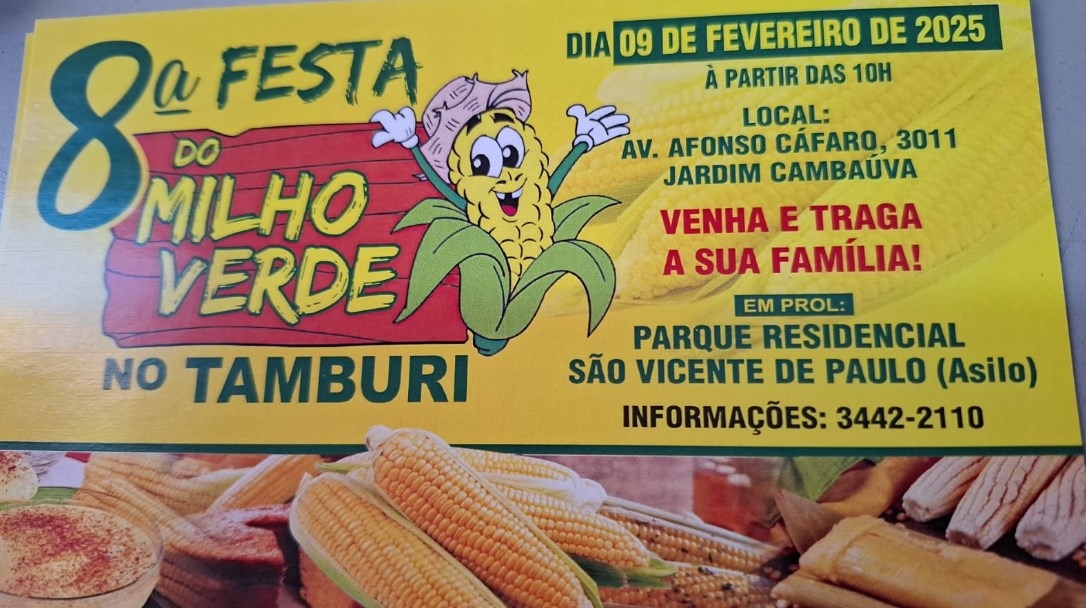 8ª FESTA
DO
MILHO
VERDE
NO TAMBURI
DIA 09 DE FEVEREIRO DE 2025
À PARTIR DAS 10H
LOCAL:
AV. AFONSO CÁFARO, 3011
JARDIM CAMBAÚVA
VENHA E TRAGA
A SUA FAMÍLIA!
EM PROL:
PARQUE RESIDENCIAL
SÃO VICENTE DE PAULO (Asilo)
INFORMAÇÕES: 3442-2110